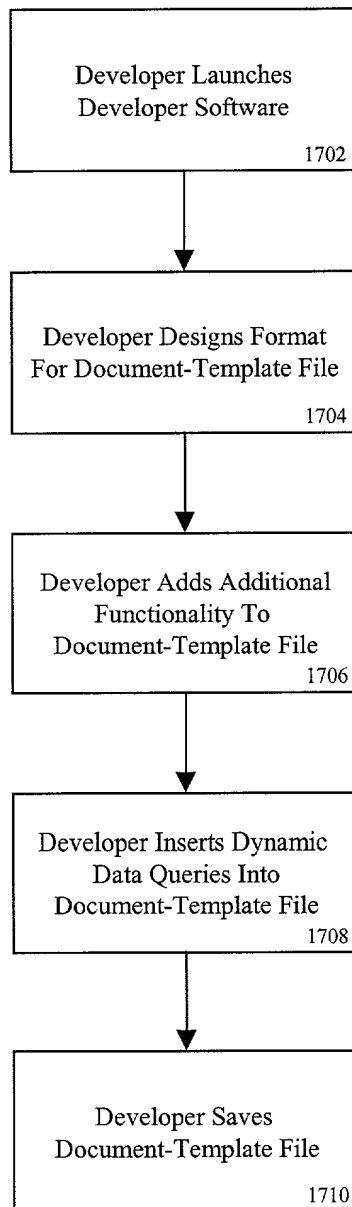 Developer Launches
Developer Software
1702
Developer Designs Format
For Document-Template File
1704
Developer Adds Additional
Functionality To
Document-Template File
1706
Developer Inserts Dynamic
Data Queries Into
Document-Template File
1708
Developer Saves
Document-Template File
1710